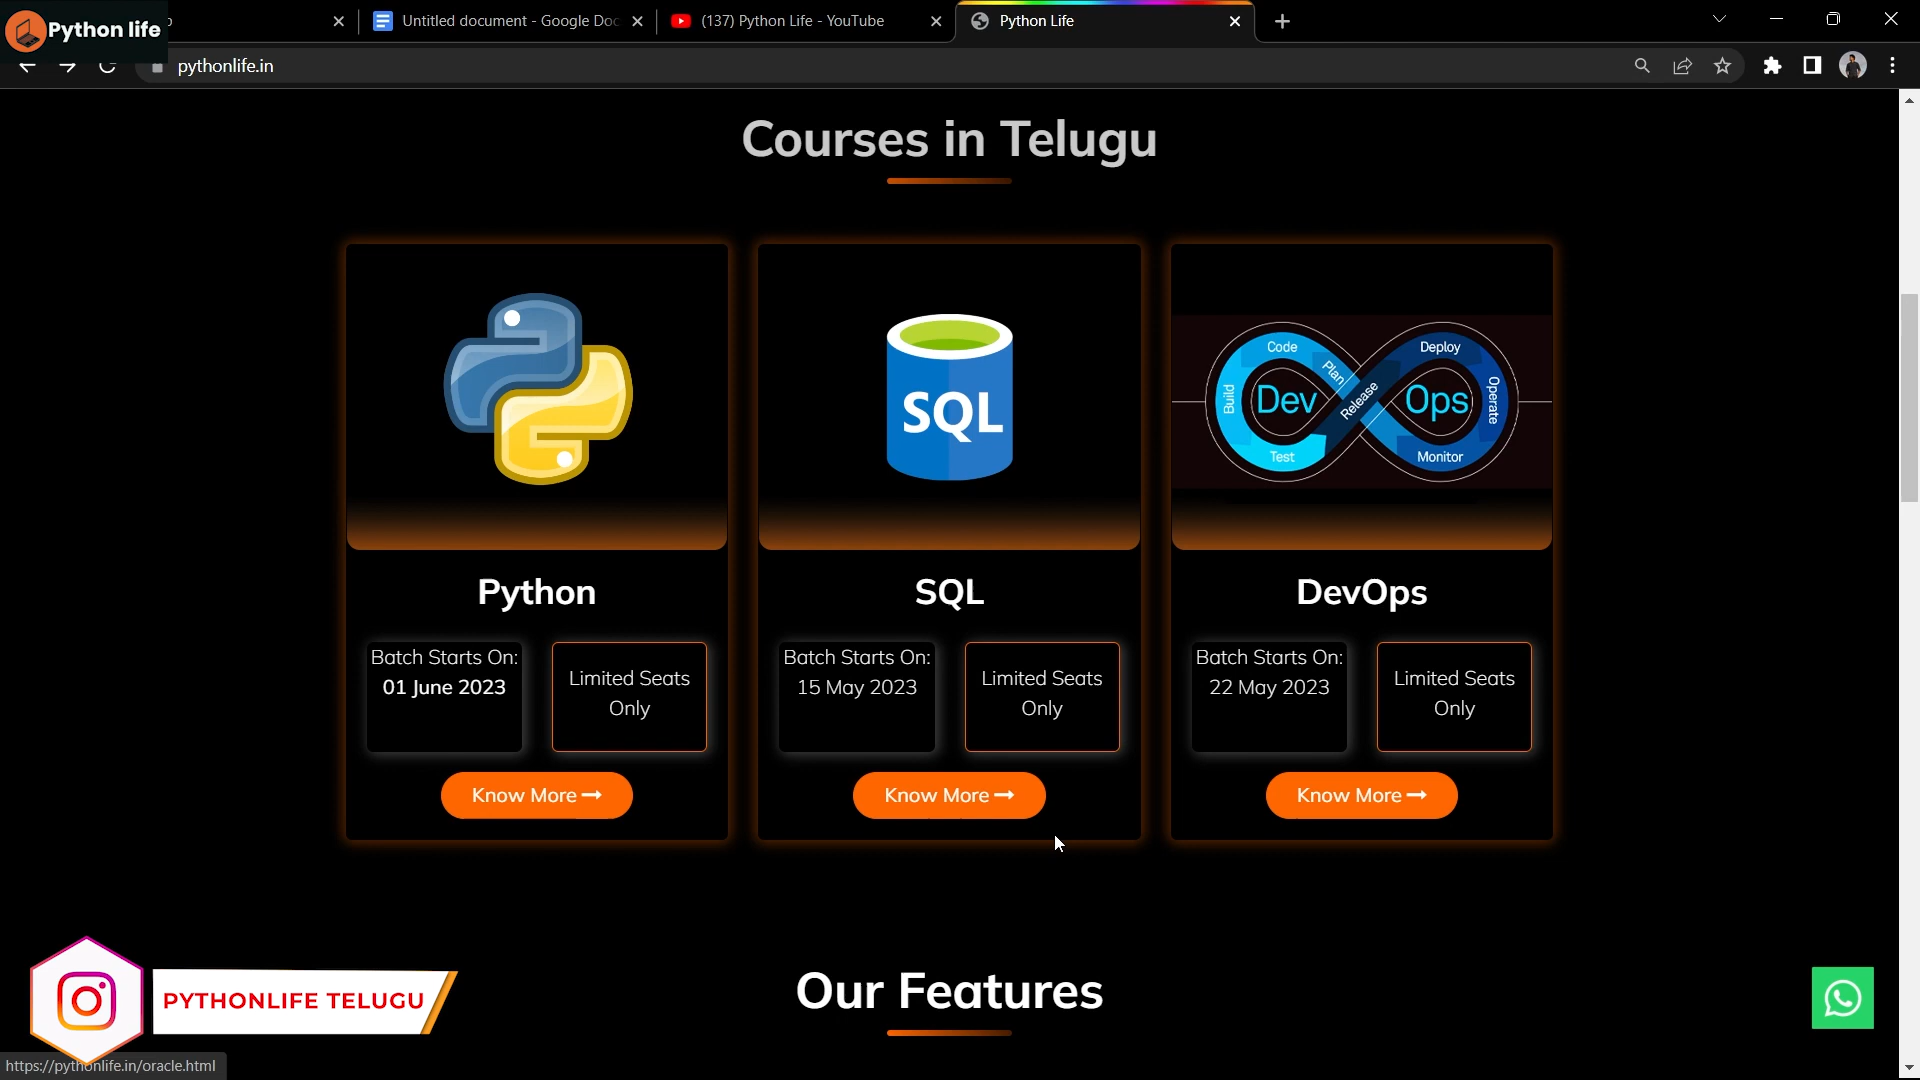 Python life
Untitled document - Google Doc
(137) Python Life - YouTube
Python Life
pythonlife.in
Courses in Telugu
Code
Plan
Build
Dev
Test
Release
Deploy
Ops
Operate
Monitor
SQL
Python
SQL
DevOps
Batch Starts On:
01 June 2023
Limited Seats
Only
Batch Starts On:
15 May 2023
Limited Seats
Only
Batch Starts On:
22 May 2023
Limited Seats
Only
Know More
Know More
Know More
Our Features
PYTHONLIFE TELUGU
https://pythonlife.in/oracle.html